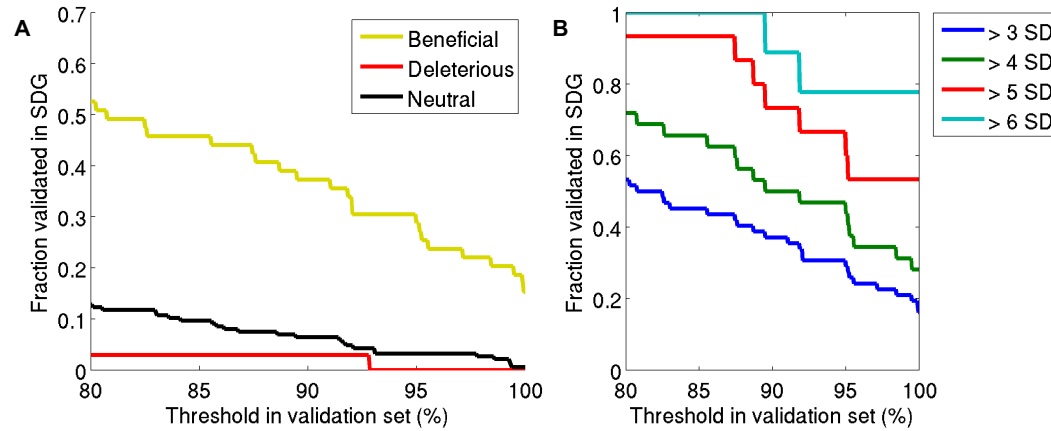 A
Fraction validated in SDG
0.7
0.6
0.5
0.4
0.3
0.2
0.1
0
80
85
90
95
100
Threshold in validation set (%)
Beneficial
Deleterious
Neutral
B
Fraction validated in SDG
1
0.8
0.6
0.4
0.2
0
80
85
90
95
100
Threshold in validation set (%)
> 3 SD
> 4 SD
> 5 SD
> 6 SD